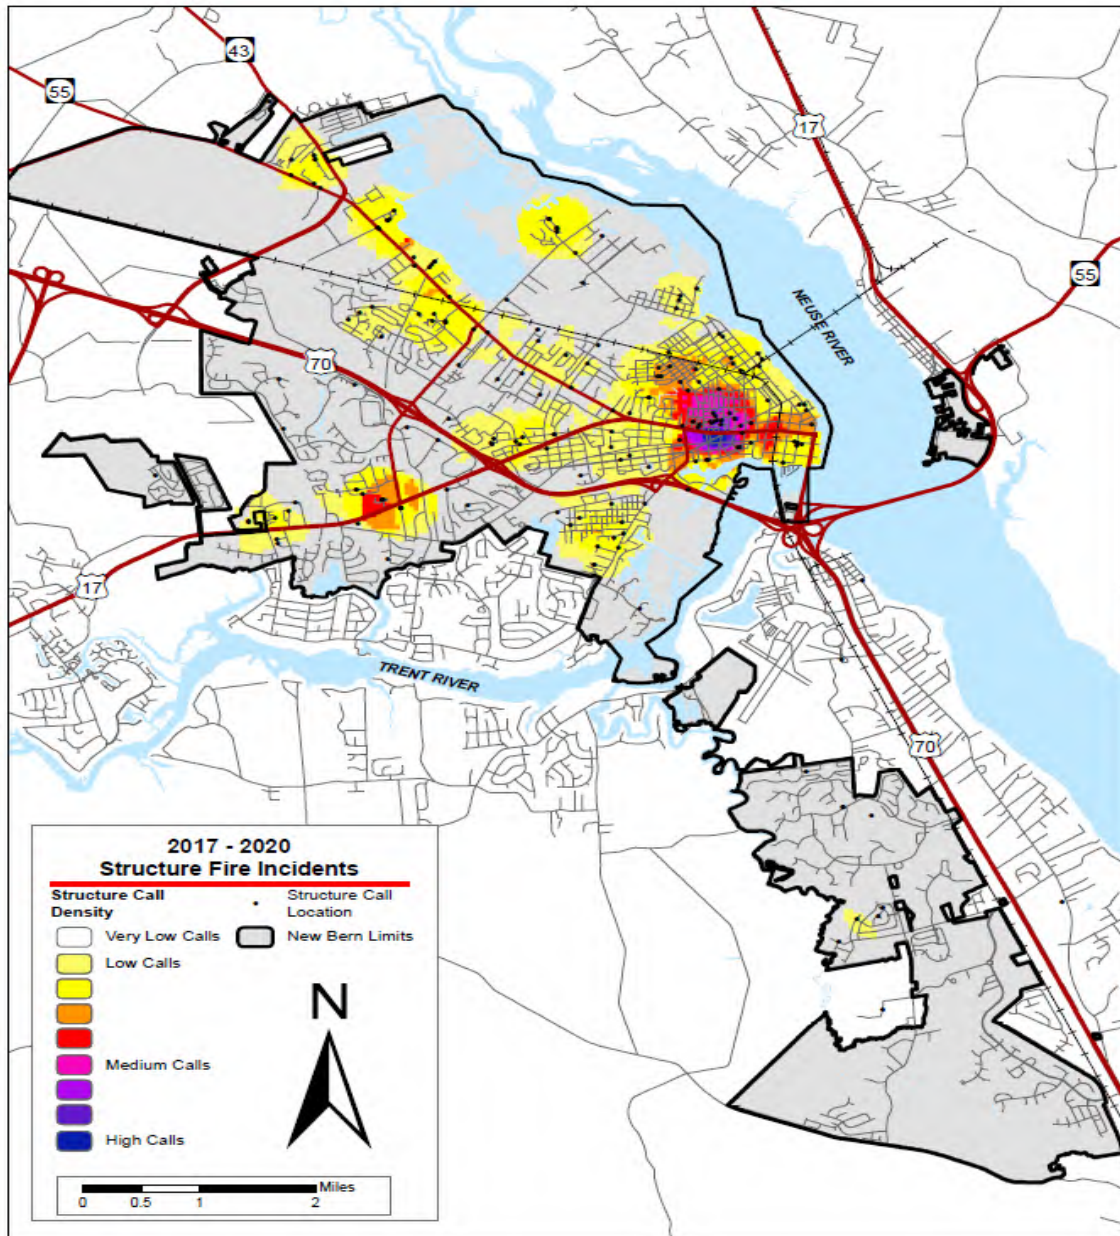 43
55
17
55
NEUSE RIVER
70
17
TRENT RIVER
70
2017 - 2020
Structure Fire Incidents
Structure Call
Density
Structure Call
Location
Very Low Calls
New Bern Limits
Low Calls
N
Medium Calls
High Calls
Miles
0 0.5 1 2